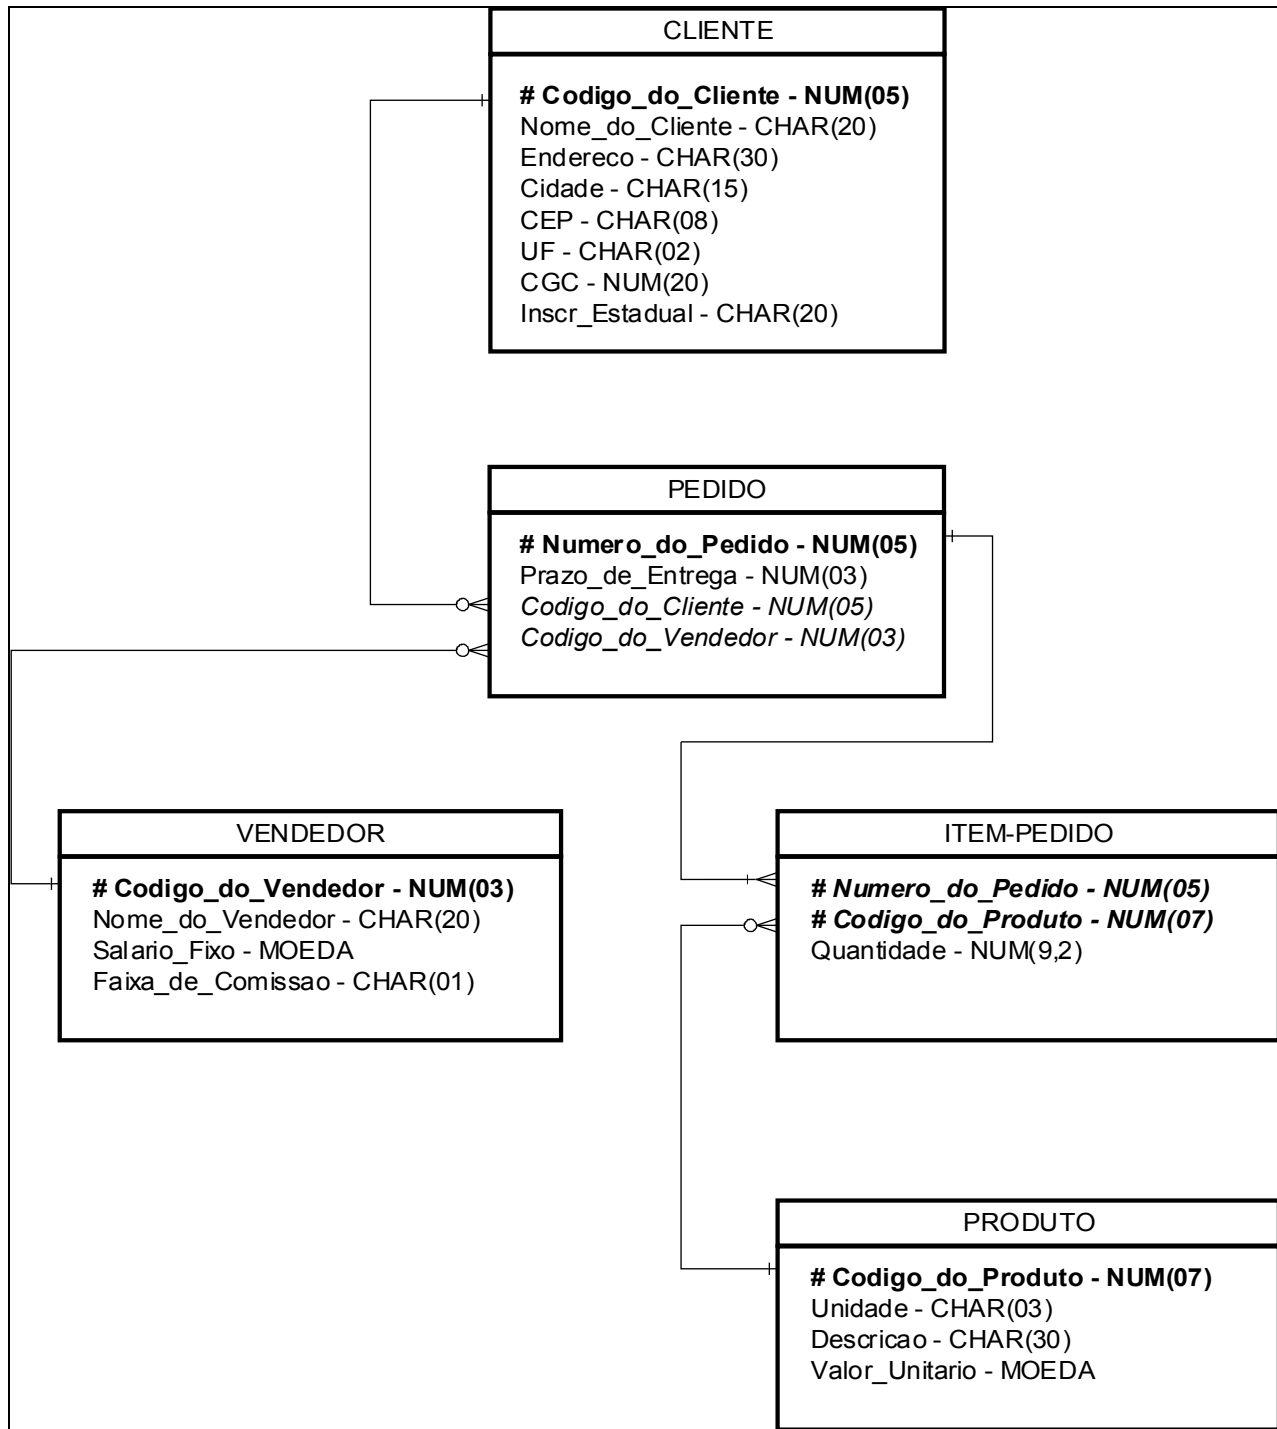 CLIENTE
# Codigo_do_Cliente - NUM(05)
Nome_do_Cliente - CHAR(20)
Endereco - CHAR(30)
Cidade - CHAR(15)
CEP - CHAR(08)
UF - CHAR(02)
CGC - NUM(20)
Inscr_Estadual - CHAR(20)
PEDIDO
# Numero_do_Pedido - NUM(05)
Prazo_de_Entrega - NUM(03)
Codigo_do_Cliente - NUM(05)
Codigo_do_Vendedor - NUM(03)
VENDEDOR
# Codigo_do_Vendedor - NUM(03)
Nome_do_Vendedor - CHAR(20)
Salario_Fixo - MOEDA
Faixa_de_Comissao - CHAR(01)
ITEM-PEDIDO
# Numero_do_Pedido - NUM(05)
# Codigo_do_Produto - NUM(07)
Quantidade - NUM(9,2)
PRODUTO
# Codigo_do_Produto - NUM(07)
Unidade - CHAR(03)
Descricao - CHAR(30)
Valor_Unitario - MOEDA